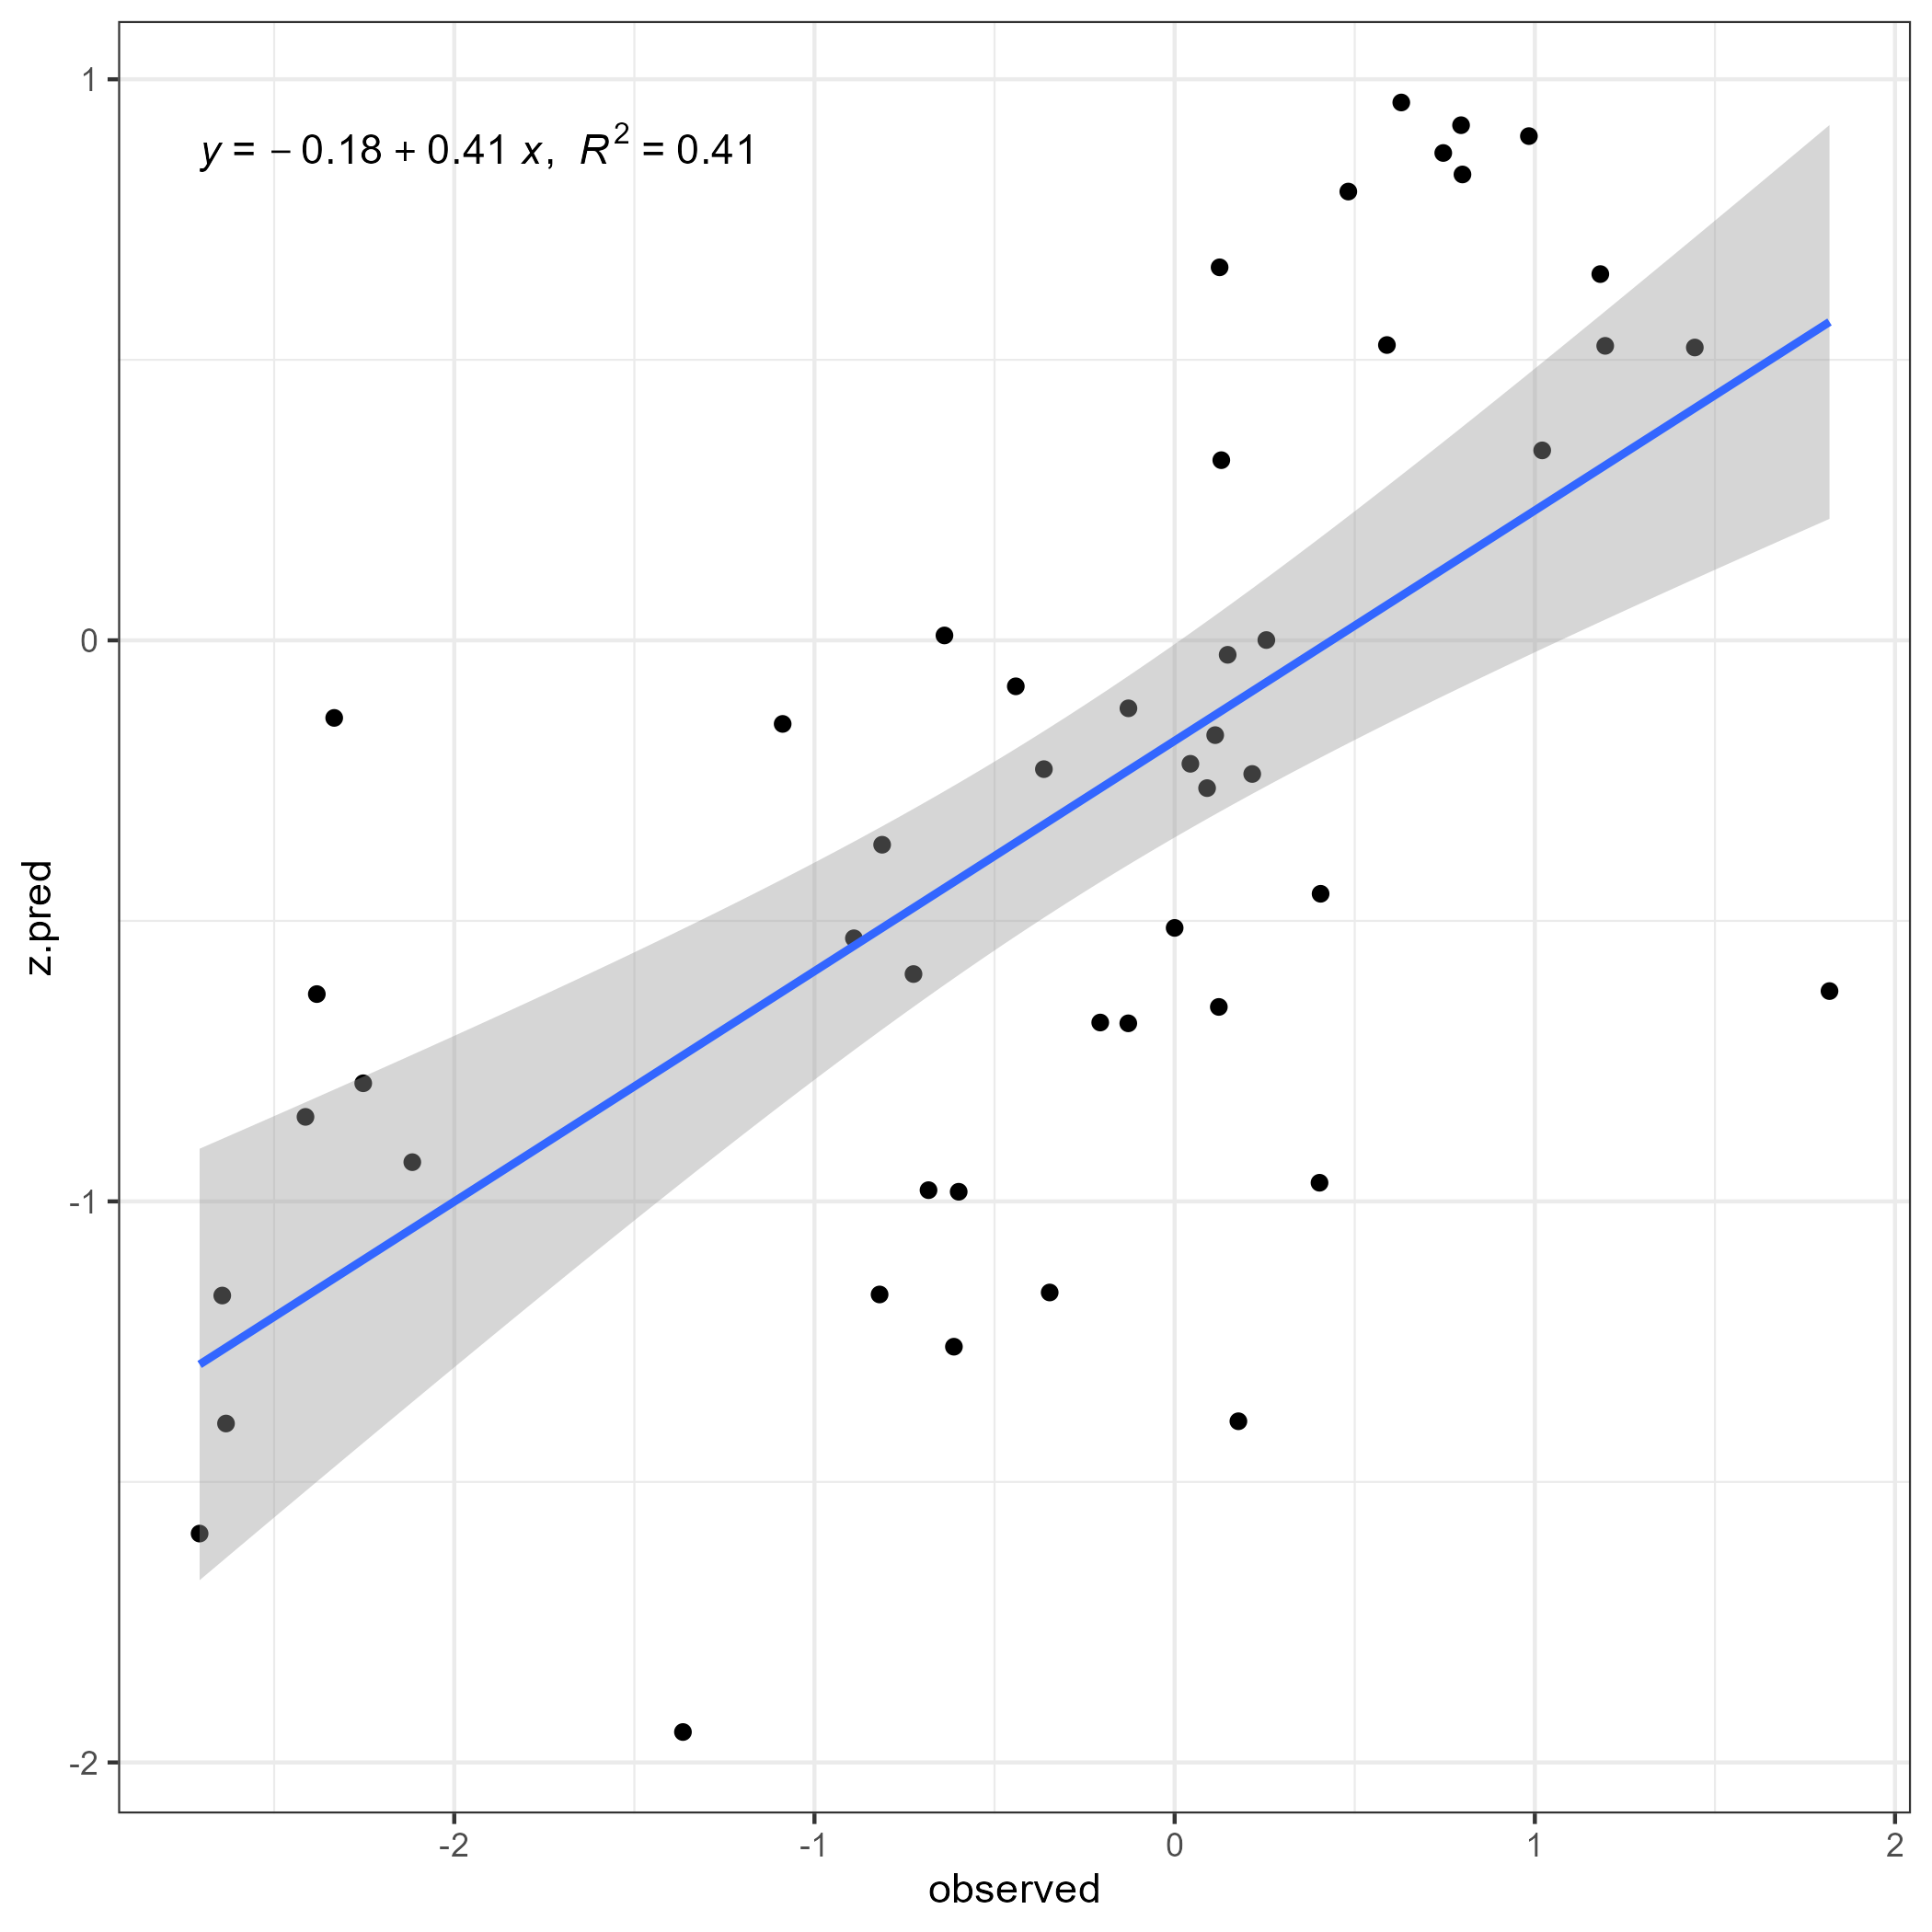 y = − 0.18 + 0.41 x, R² = 0.41
1
0
-1
-2
z.pred
-2 -1 0 1 2
observed